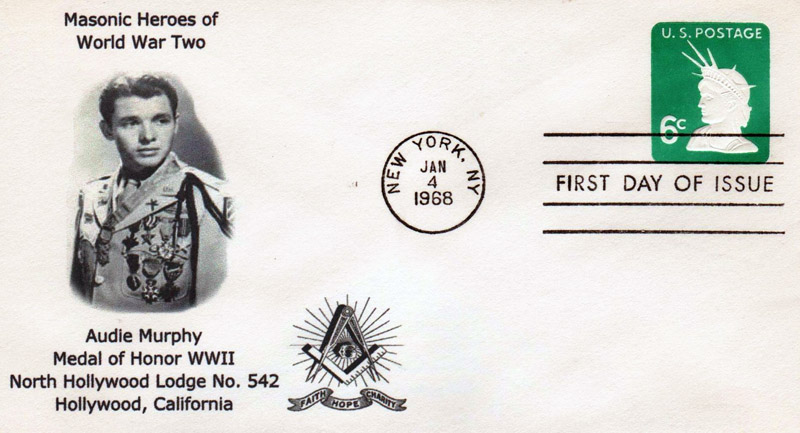 Masonic Heroes of
World War Two
U.S. POSTAGE
6c
NEW YORK, NY
JAN
4
1968
FIRST DAY OF ISSUE
Audie Murphy
Medal of Honor WWII
North Hollywood Lodge No. 542
Hollywood, California
FAITH HOPE CHARITY